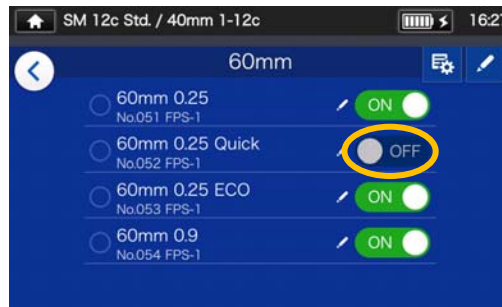 SM 12c Std. / 40mm 1-12c 16:27
60mm
60mm 0.25 ON
No.051 FPS-1
60mm 0.25 Quick OFF
No.052 FPS-1
60mm 0.25 ECO ON
No.053 FPS-1
60mm 0.9 ON
No.054 FPS-1